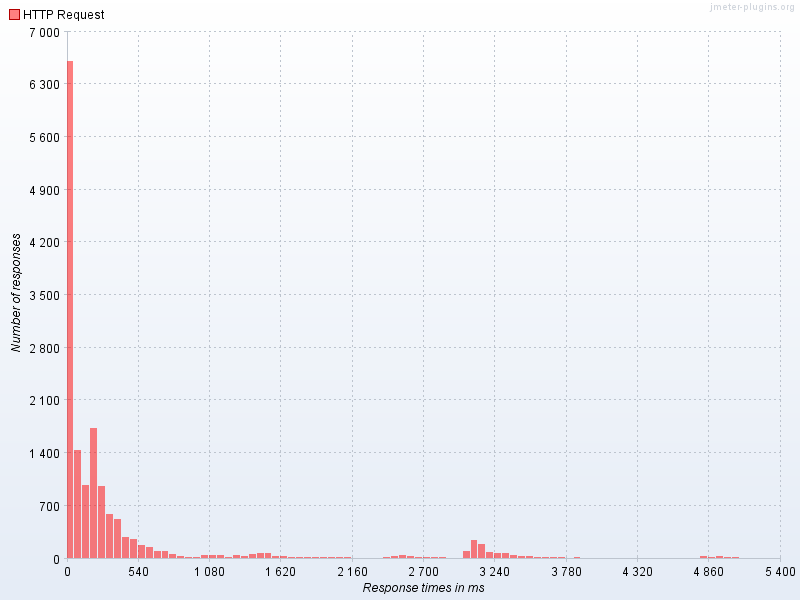 jmeter-plugins.org
HTTP Request
7 000
6 300
5 600
4 900
4 200
3 500
2 800
2 100
1 400
700
0
Number of responses
0 540 1 080 1 620 2 160 2 700 3 240 3 780 4 320 4 860 5 400
Response times in ms